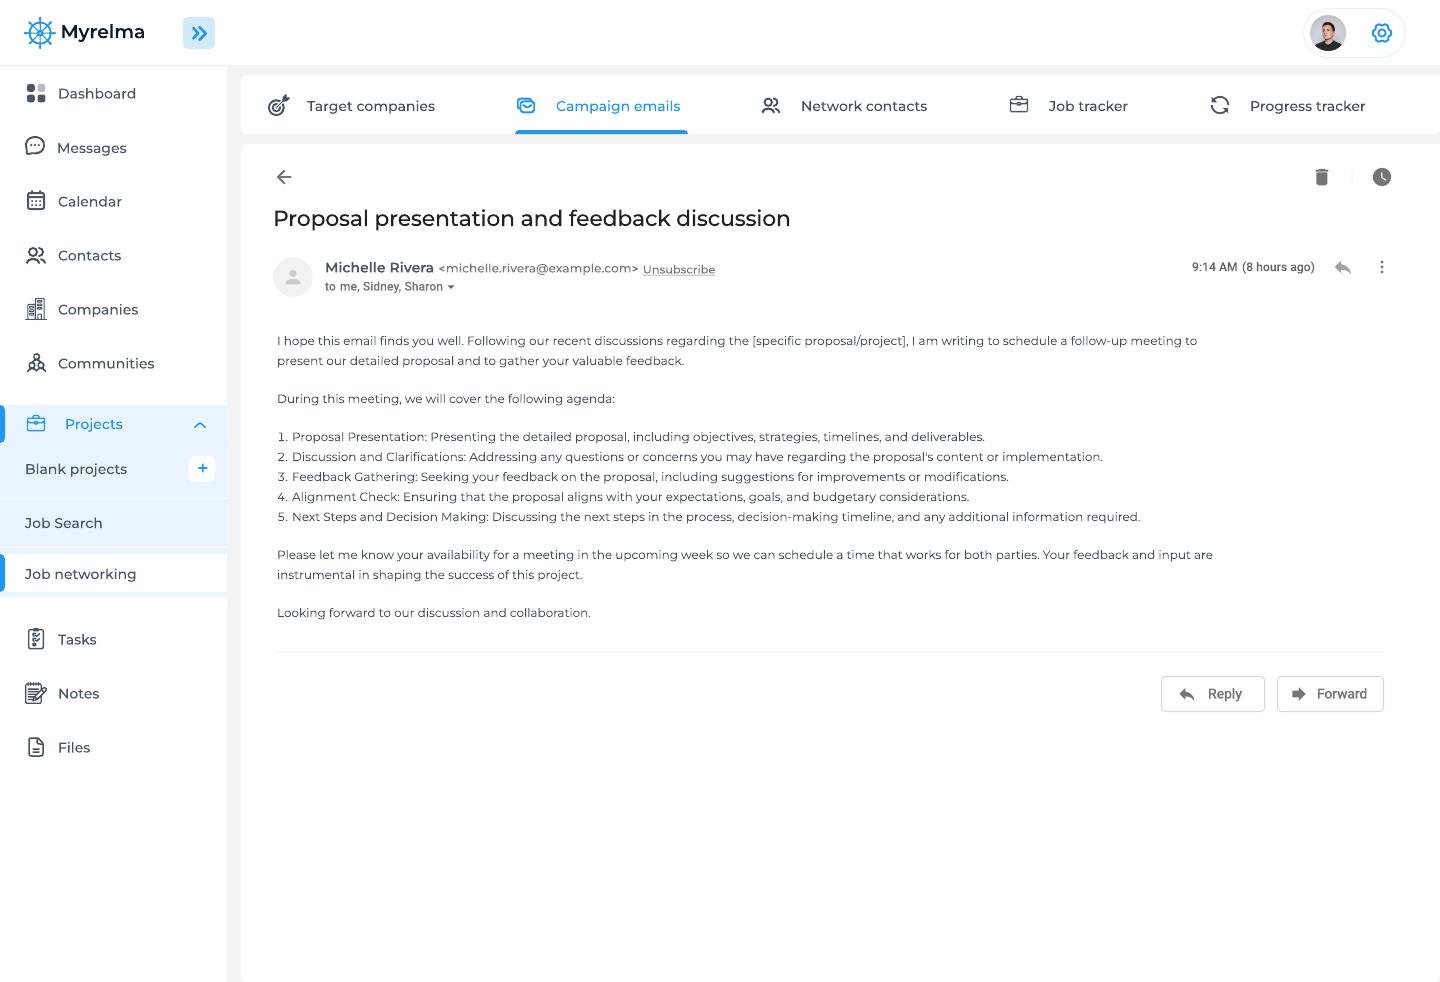 Myrelma
Dashboard
Messages
Calendar
Contacts
Companies
Communities
Projects
Blank projects
+
Job Search
Job networking
Tasks
Notes
Files
Target companies
Campaign emails
Network contacts
Job tracker
Progress tracker
Proposal presentation and feedback discussion
Michelle Rivera <michelle.rivera@example.com> Unsubscribe
9:14 AM (8 hours ago)
to me, Sidney, Sharon
I hope this email finds you well. Following our recent discussions regarding the [specific proposal/project], I am writing to schedule a follow-up meeting to
present our detailed proposal and to gather your valuable feedback.
During this meeting, we will cover the following agenda:
1. Proposal Presentation: Presenting the detailed proposal, including objectives, strategies, timelines, and deliverables.
2. Discussion and Clarifications: Addressing any questions or concerns you may have regarding the proposal's content or implementation.
3. Feedback Gathering: Seeking your feedback on the proposal, including suggestions for improvements or modifications.
4. Alignment Check: Ensuring that the proposal aligns with your expectations, goals, and budgetary considerations.
5. Next Steps and Decision Making: Discussing the next steps in the process, decision-making timeline, and any additional information required.
Please let me know your availability for a meeting in the upcoming week so we can schedule a time that works for both parties. Your feedback and input are
instrumental in shaping the success of this project.
Looking forward to our discussion and collaboration.
Reply
Forward